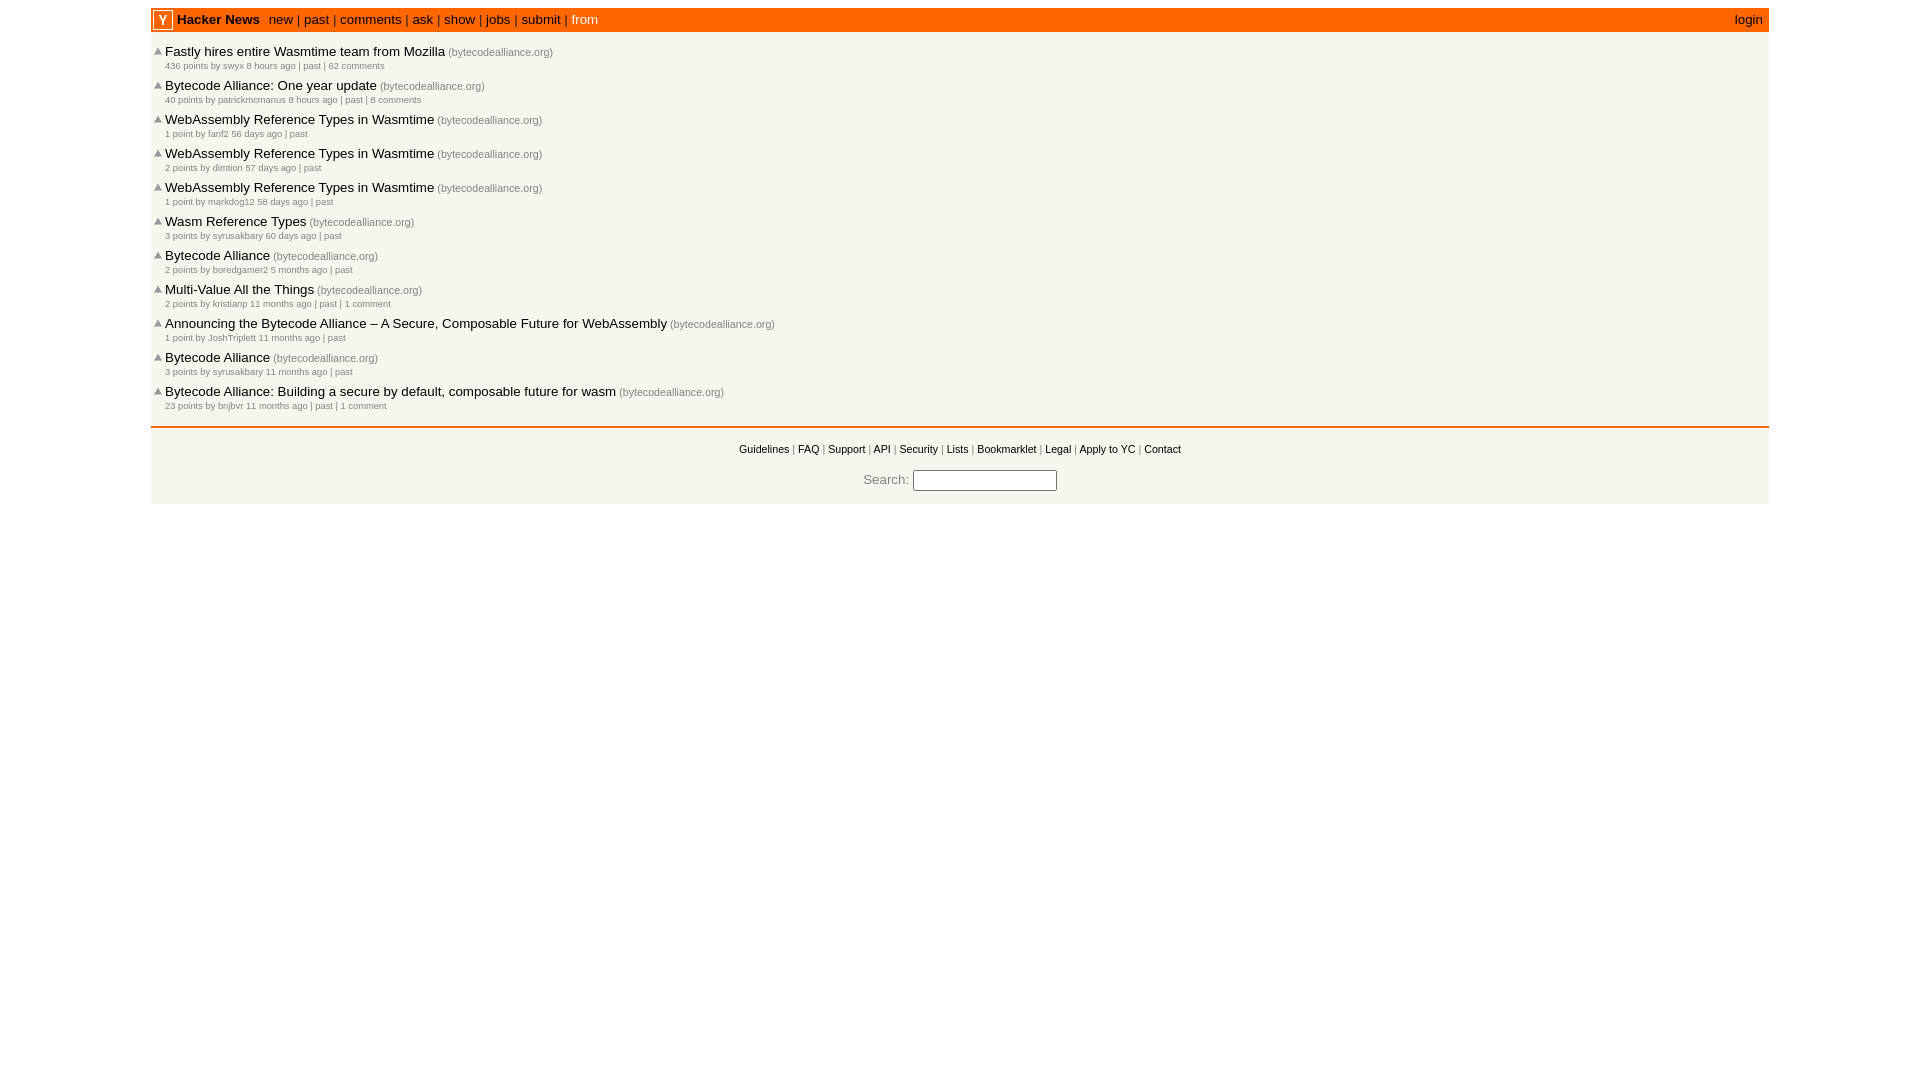 Y Hacker News new | past | comments | ask | show | jobs | submit | from login
Fastly hires entire Wasmtime team from Mozilla (bytecodealliance.org)
436 points by swyx 8 hours ago | past | 62 comments
Bytecode Alliance: One year update (bytecodealliance.org)
40 points by patrickmcmanus 8 hours ago | past | 8 comments
WebAssembly Reference Types in Wasmtime (bytecodealliance.org)
1 point by fanf2 56 days ago | past
WebAssembly Reference Types in Wasmtime (bytecodealliance.org)
2 points by dimtion 57 days ago | past
WebAssembly Reference Types in Wasmtime (bytecodealliance.org)
1 point by markdog12 58 days ago | past
Wasm Reference Types (bytecodealliance.org)
3 points by syrusakbary 60 days ago | past
Bytecode Alliance (bytecodealliance.org)
2 points by boredgamer2 5 months ago | past
Multi-Value All the Things (bytecodealliance.org)
2 points by kristianp 11 months ago | past | 1 comment
Announcing the Bytecode Alliance – A Secure, Composable Future for WebAssembly (bytecodealliance.org)
1 point by JoshTriplett 11 months ago | past
Bytecode Alliance (bytecodealliance.org)
3 points by syrusakbary 11 months ago | past
Bytecode Alliance: Building a secure by default, composable future for wasm (bytecodealliance.org)
23 points by bnjbvr 11 months ago | past | 1 comment
Guidelines | FAQ | Support | API | Security | Lists | Bookmarklet | Legal | Apply to YC | Contact
Search: